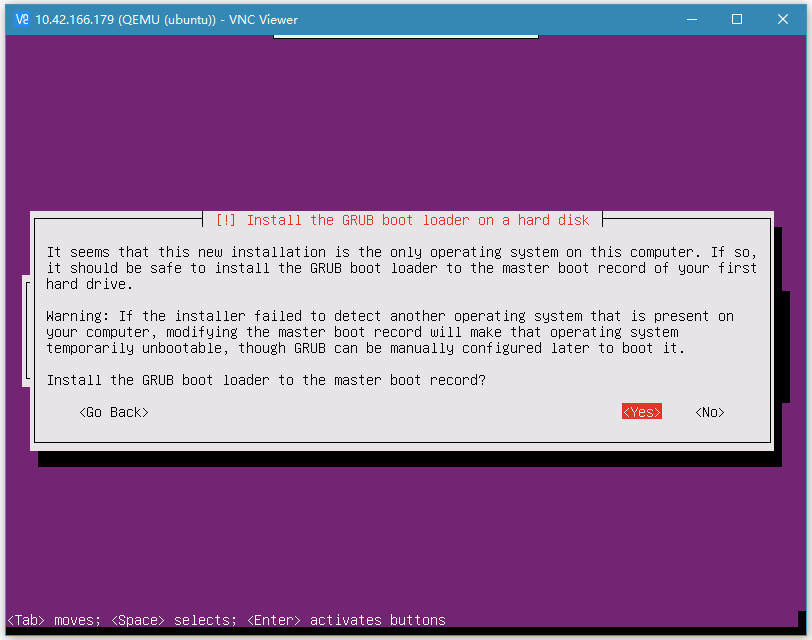 10.42.166.179 (QEMU (ubuntu)) - VNC Viewer
[!] Install the GRUB boot loader on a hard disk
It seems that this new installation is the only operating system on this computer. If so,
it should be safe to install the GRUB boot loader to the master boot record of your first
hard drive.
Warning: If the installer failed to detect another operating system that is present on
your computer, modifying the master boot record will make that operating system
temporarily unbootable, though GRUB can be manually configured later to boot it.
Install the GRUB boot loader to the master boot record?
<Go Back> <Yes> <No>
<Tab> moves; <Space> selects; <Enter> activates buttons